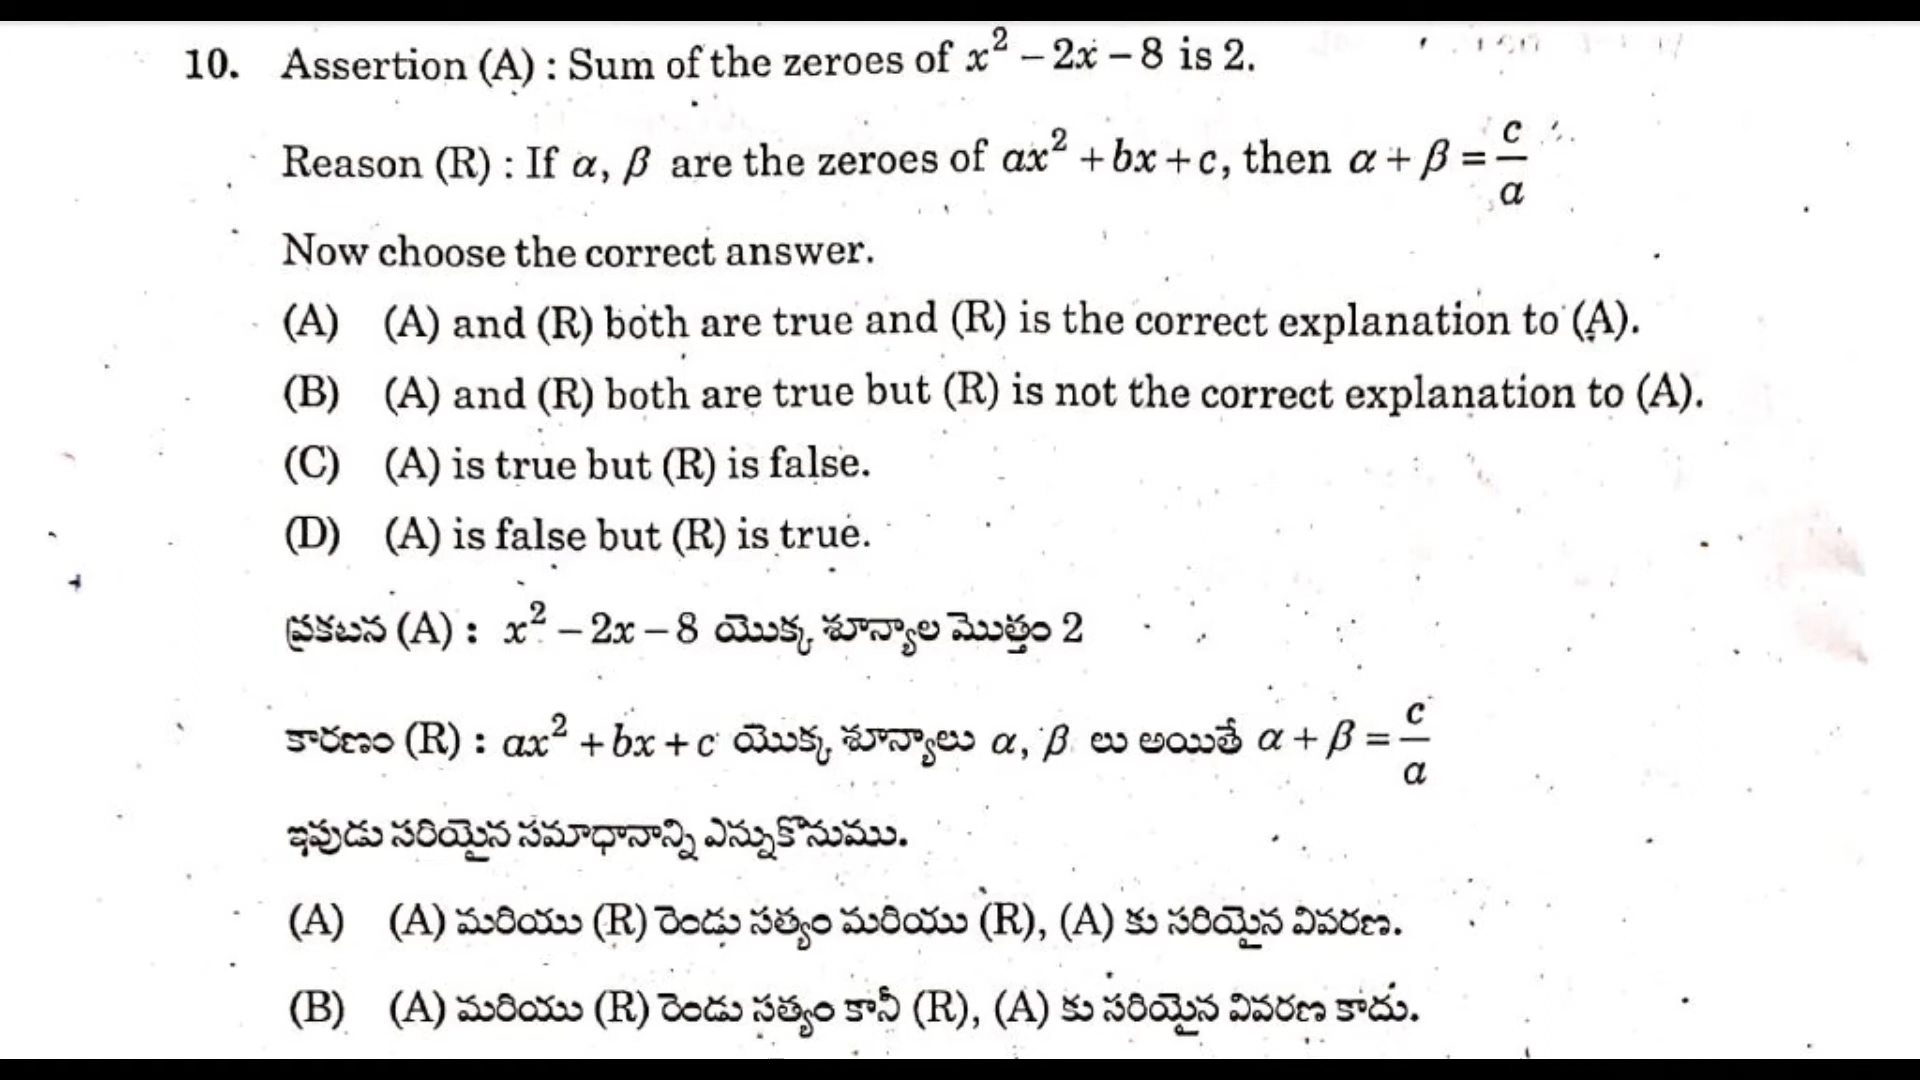 10. Assertion (A) : Sum of the zeroes of x² – 2x – 8 is 2.
Reason (R) : If α, β are the zeroes of ax² + bx + c, then α + β = c/a
Now choose the correct answer.
(A) (A) and (R) both are true and (R) is the correct explanation to (A).
(B) (A) and (R) both are true but (R) is not the correct explanation to (A).
(C) (A) is true but (R) is false.
(D) (A) is false but (R) is true.
ప్రకటన (A) : x² – 2x – 8 యొక్క శూన్యాల మొత్తం 2
కారణం (R) : ax² + bx + c యొక్క శూన్యాలు α, β లు అయితే α + β = c/a
ఇపుడు సరియైన సమాధానాన్ని ఎన్నుకొనుము.
(A) (A) మరియు (R) రెండు సత్యం మరియు (R), (A) కు సరియైన వివరణ.
(B) (A) మరియు (R) రెండు సత్యం కానీ (R), (A) కు సరియైన వివరణ కాదు.